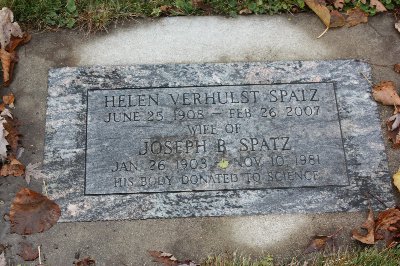 HELEN VERHULST SPATZ
JUNE 25 1903 - FEB 26 2007
WIFE OF
JOSEPH B. SPATZ
JAN. 26 1903 - NOV 10 1981
HIS BODY DONATED TO SCIENCE